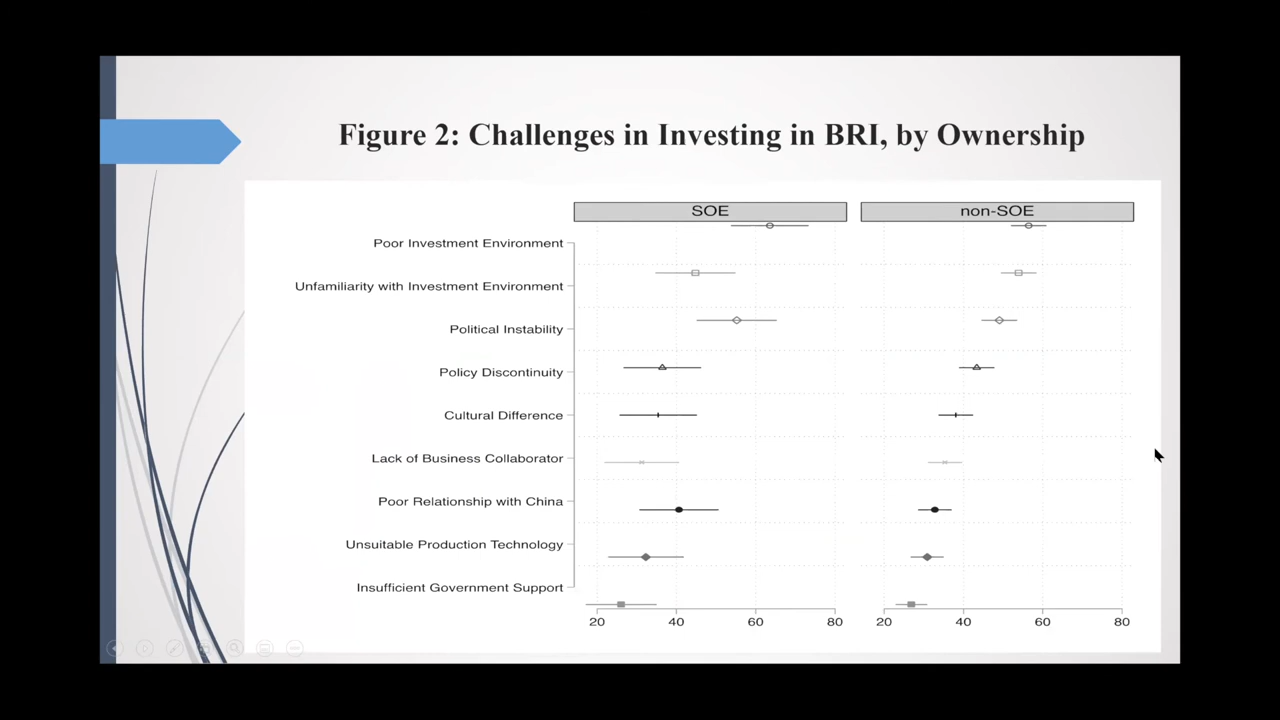 Figure 2: Challenges in Investing in BRI, by Ownership
SOE
non-SOE
Poor Investment Environment
Unfamiliarity with Investment Environment
Political Instability
Policy Discontinuity
Cultural Difference
Lack of Business Collaborator
Poor Relationship with China
Unsuitable Production Technology
Insufficient Government Support
20 40 60 80 20 40 60 80